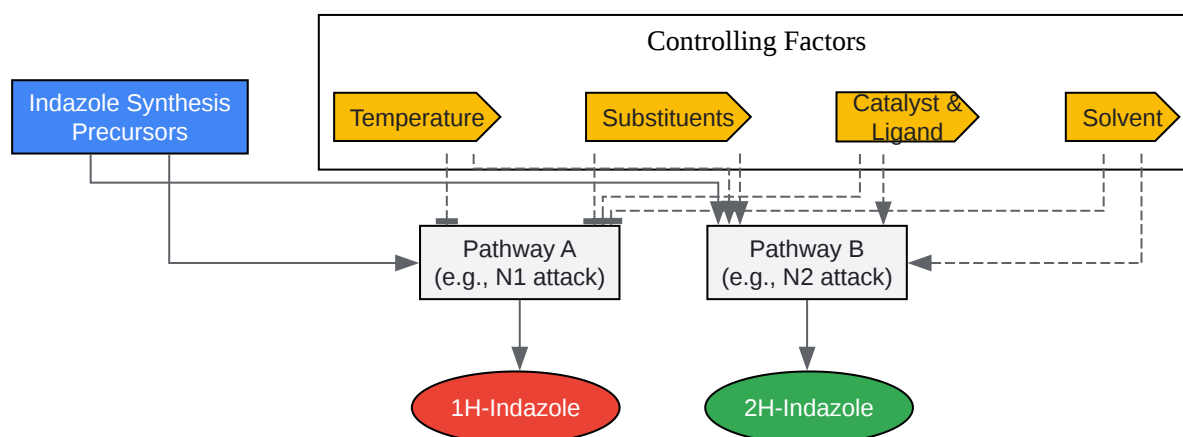 Controlling Factors
Indazole Synthesis
Precursors
Temperature
Substituents
Catalyst &
Ligand
Solvent
Pathway A
(e.g., N1 attack)
Pathway B
(e.g., N2 attack)
1H-Indazole
2H-Indazole